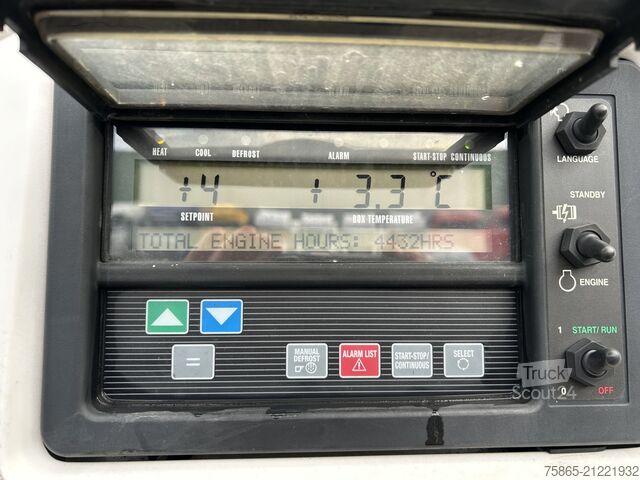 HEAT COOL DEFROST ALARM START-STOP CONTINUOUS
+4 + 3.3 °C
SETPOINT BOX TEMPERATURE
TOTAL ENGINE HOURS: 4432HRS
LANGUAGE
STANDBY
ENGINE
=
MANUAL DEFROST
ALARM LIST
START-STOP/ CONTINUOUS
SELECT
1 START/RUN
0 OFF
Truck
Scout24
75865-21221932